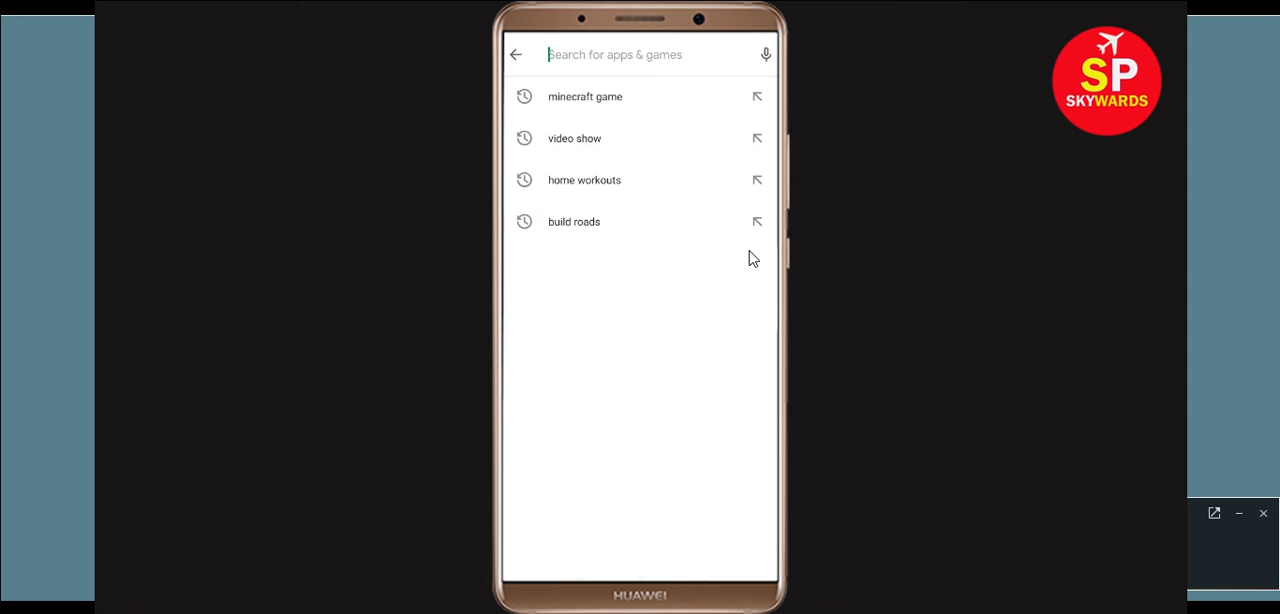 Search for apps & games
minecraft game
video show
home workouts
build roads
SP
SKYWARDS
HUAWEI